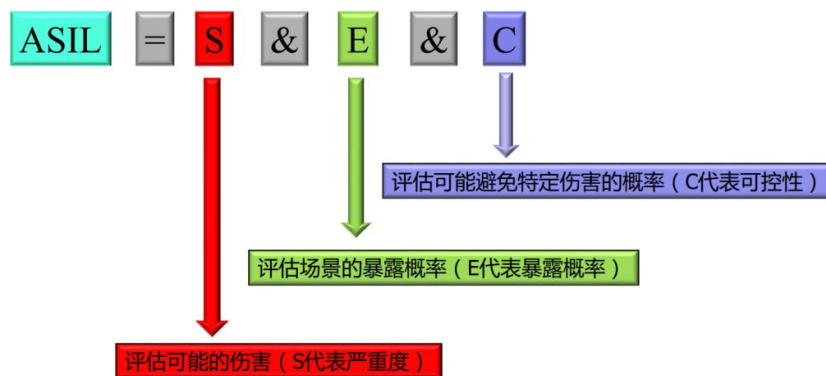 ASIL = S & E & C
评估可能避免特定伤害的概率（C代表可控性）
评估场景的暴露概率（E代表暴露概率）
评估可能的伤害（S代表严重度）